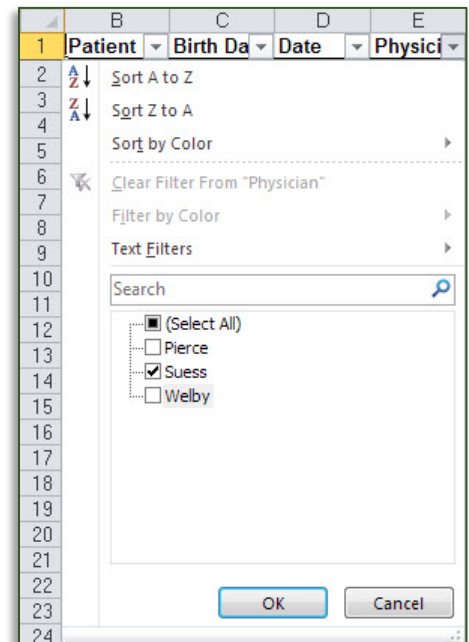 B C D E
1 Patient Birth Da Date Physici
2 Sort A to Z
3 Sort Z to A
4
5 Sort by Color
6 Clear Filter From "Physician"
7
8 Filter by Color
9 Text Filters
10
11 Search
12 (Select All)
13 Pierce
14 Suess
15 Welby
16
17
18
19
20
21
22
23 OK Cancel
24